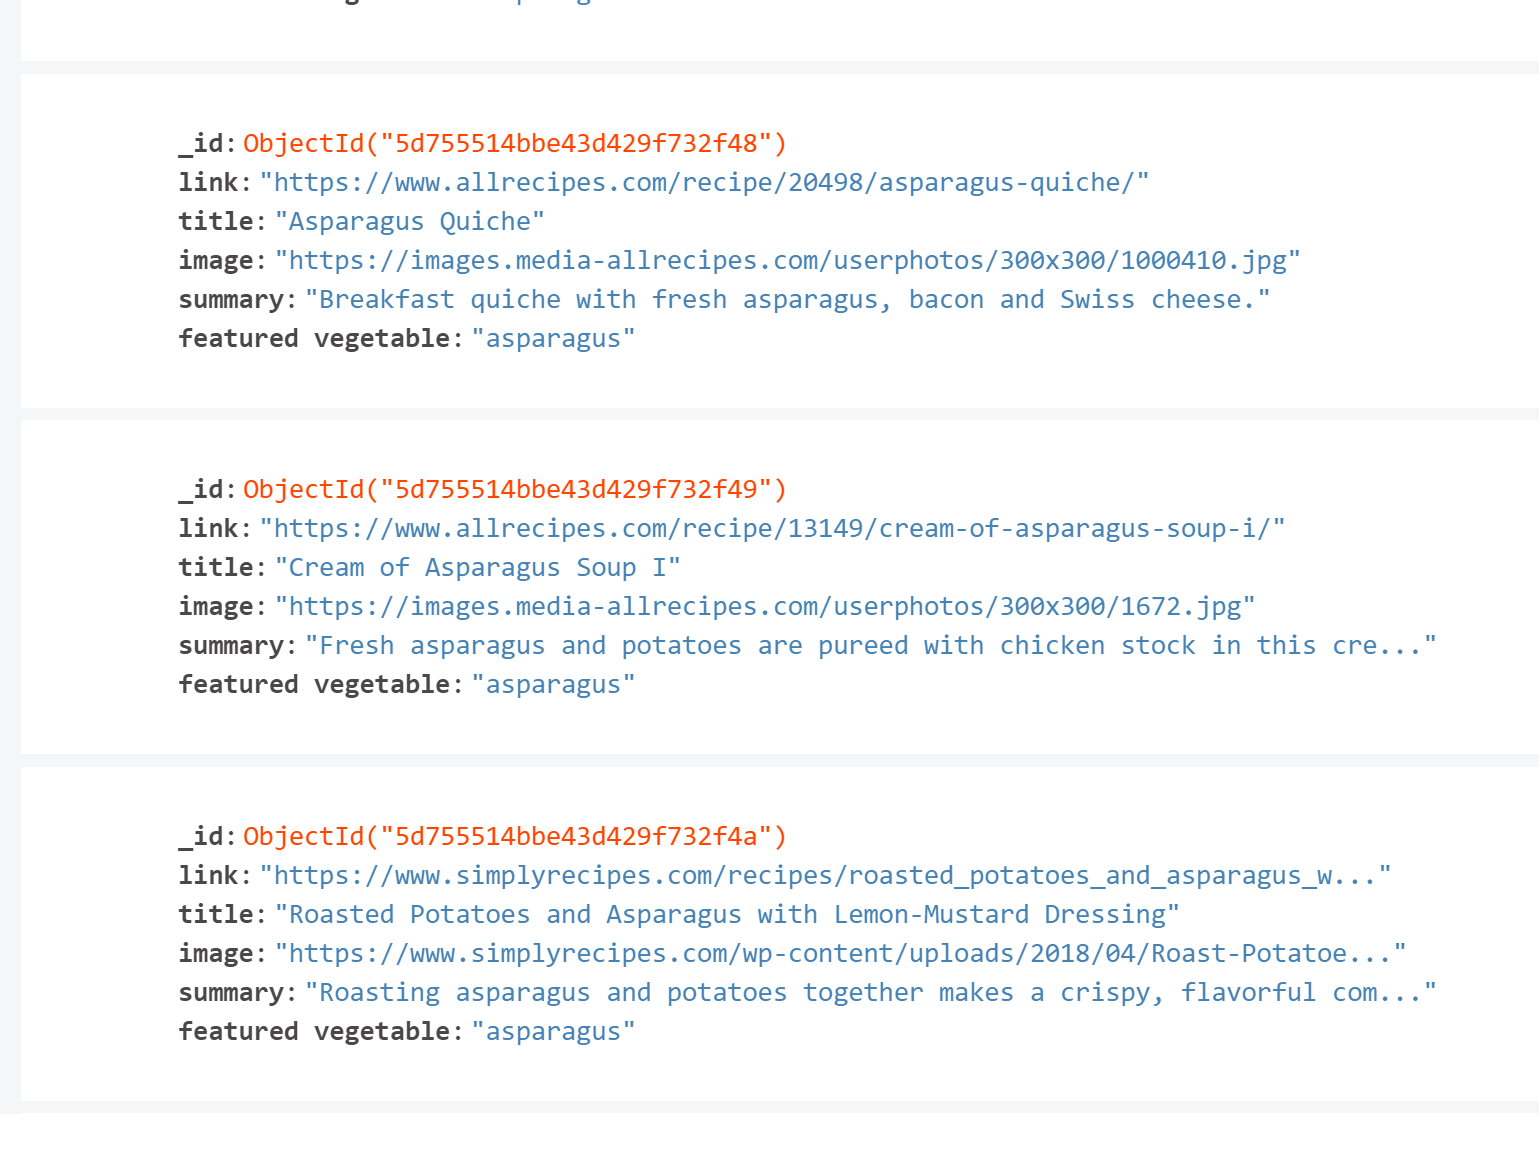 _id: ObjectId("5d755514bbe43d429f732f48")
link: "https://www.allrecipes.com/recipe/20498/asparagus-quiche/"
title: "Asparagus Quiche"
image: "https://images.media-allrecipes.com/userphotos/300x300/1000410.jpg"
summary: "Breakfast quiche with fresh asparagus, bacon and Swiss cheese."
featured vegetable: "asparagus"
_id: ObjectId("5d755514bbe43d429f732f49")
link: "https://www.allrecipes.com/recipe/13149/cream-of-asparagus-soup-i/"
title: "Cream of Asparagus Soup I"
image: "https://images.media-allrecipes.com/userphotos/300x300/1672.jpg"
summary: "Fresh asparagus and potatoes are pureed with chicken stock in this cre..."
featured vegetable: "asparagus"
_id: ObjectId("5d755514bbe43d429f732f4a")
link: "https://www.simplyrecipes.com/recipes/roasted_potatoes_and_asparagus_w..."
title: "Roasted Potatoes and Asparagus with Lemon-Mustard Dressing"
image: "https://www.simplyrecipes.com/wp-content/uploads/2018/04/Roast-Potatoe..."
summary: "Roasting asparagus and potatoes together makes a crispy, flavorful com..."
featured vegetable: "asparagus"